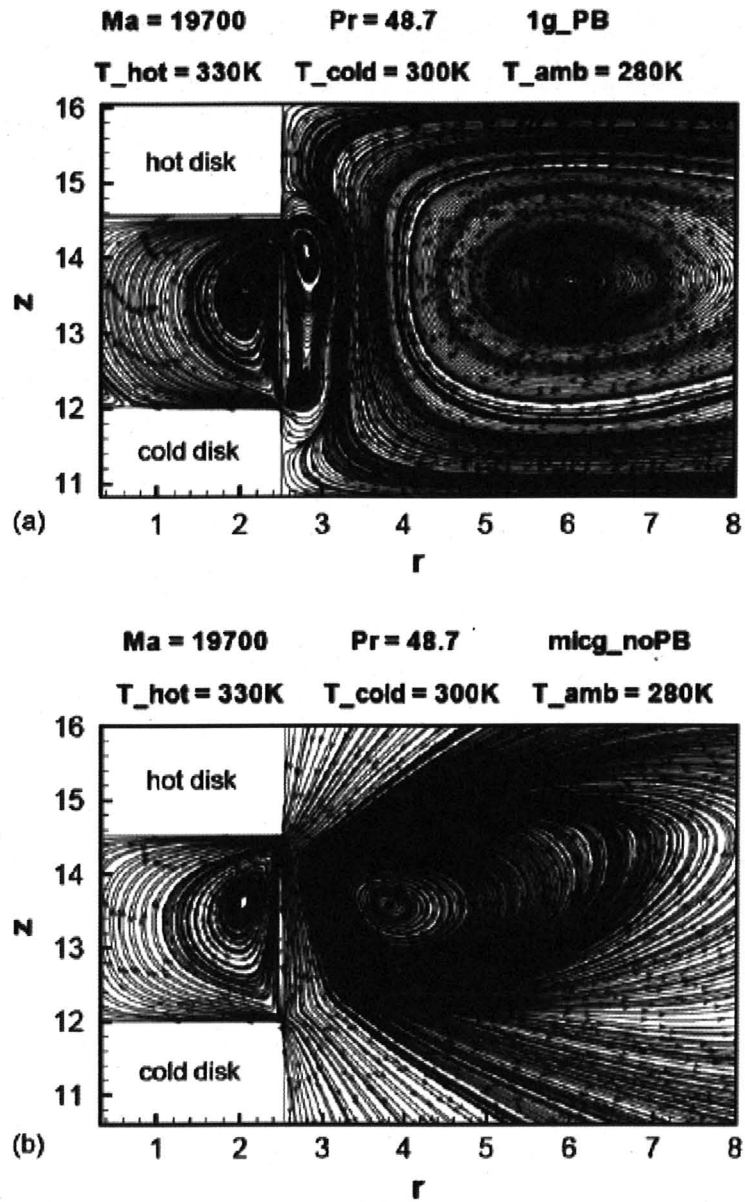 Ma = 19700 Pr = 48.7 1g_PB
T_hot = 330K T_cold = 300K T_amb = 280K
16
hot disk
15
14
z
13
12
cold disk
11
(a)
1 2 3 4 5 6 7 8
r
Ma = 19700 Pr = 48.7 micg_noPB
T_hot = 330K T_cold = 300K T_amb = 280K
16
hot disk
15
14
z
13
12
cold disk
11
(b)
1 2 3 4 5 6 7 8
r